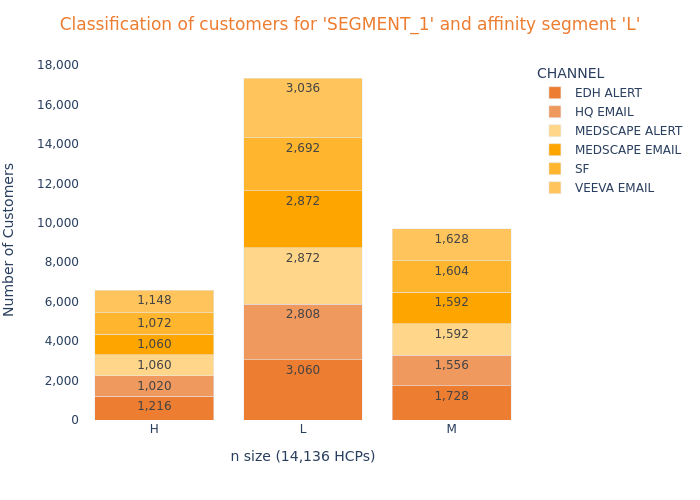 Classification of customers for 'SEGMENT_1' and affinity segment 'L'
Number of Customers
18,000
16,000
14,000
12,000
10,000
8,000
6,000
4,000
2,000
0
1,148
1,072
1,060
1,060
1,020
1,216
3,036
2,692
2,872
2,872
2,808
3,060
1,628
1,604
1,592
1,592
1,556
1,728
H
L
M
n size (14,136 HCPs)
CHANNEL
EDH ALERT
HQ EMAIL
MEDSCAPE ALERT
MEDSCAPE EMAIL
SF
VEEVA EMAIL